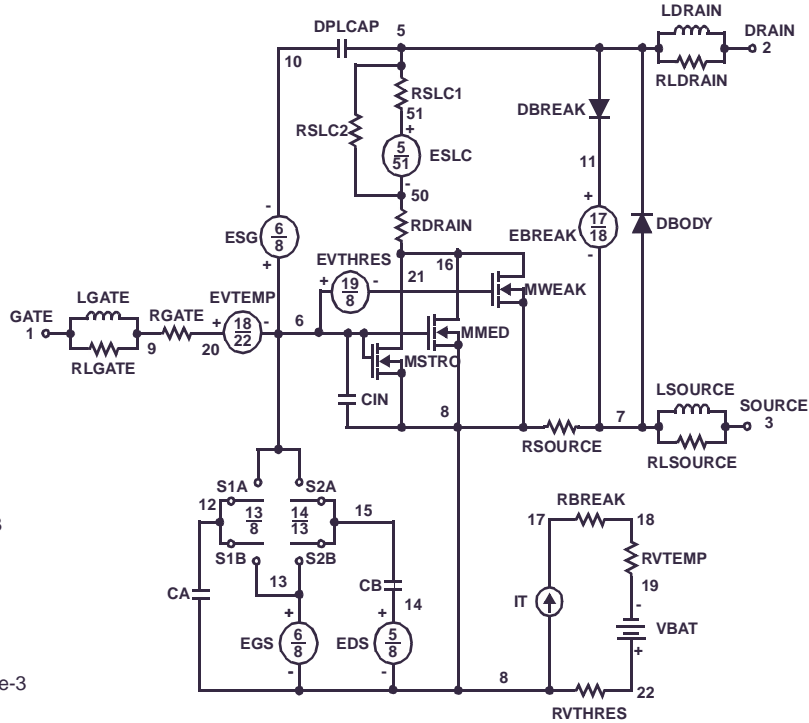 LDRAIN
DPLCAP 5 DRAIN
2
10
RLDRAIN
RSLC1
51
DBREAK
+
RSLC2
5
51
ESLC
11
-
50
-
+
17
18
DBODY
RDRAIN
ESG 6
8
EBREAK
+
EVTHRES
16
-
21
+ 19
8 -
MWEAK
LGATE
EVTEMP
GATE
1
RGATE
+ 18
22 -
6
MMED
9
20
MSTRO
RLGATE
LSOURCE
CIN
8
7
SOURCE
3
RSOURCE
RLSOURCE
S1A S2A
12
13
8
14
13
15
RBREAK
17 18
S1B S2B
RVTEMP
13
CB
19
CA
IT
14
-
+ +
VBAT
EGS 6
8
EDS 5
8
+
- -
8
22
RVTHRES
e-3